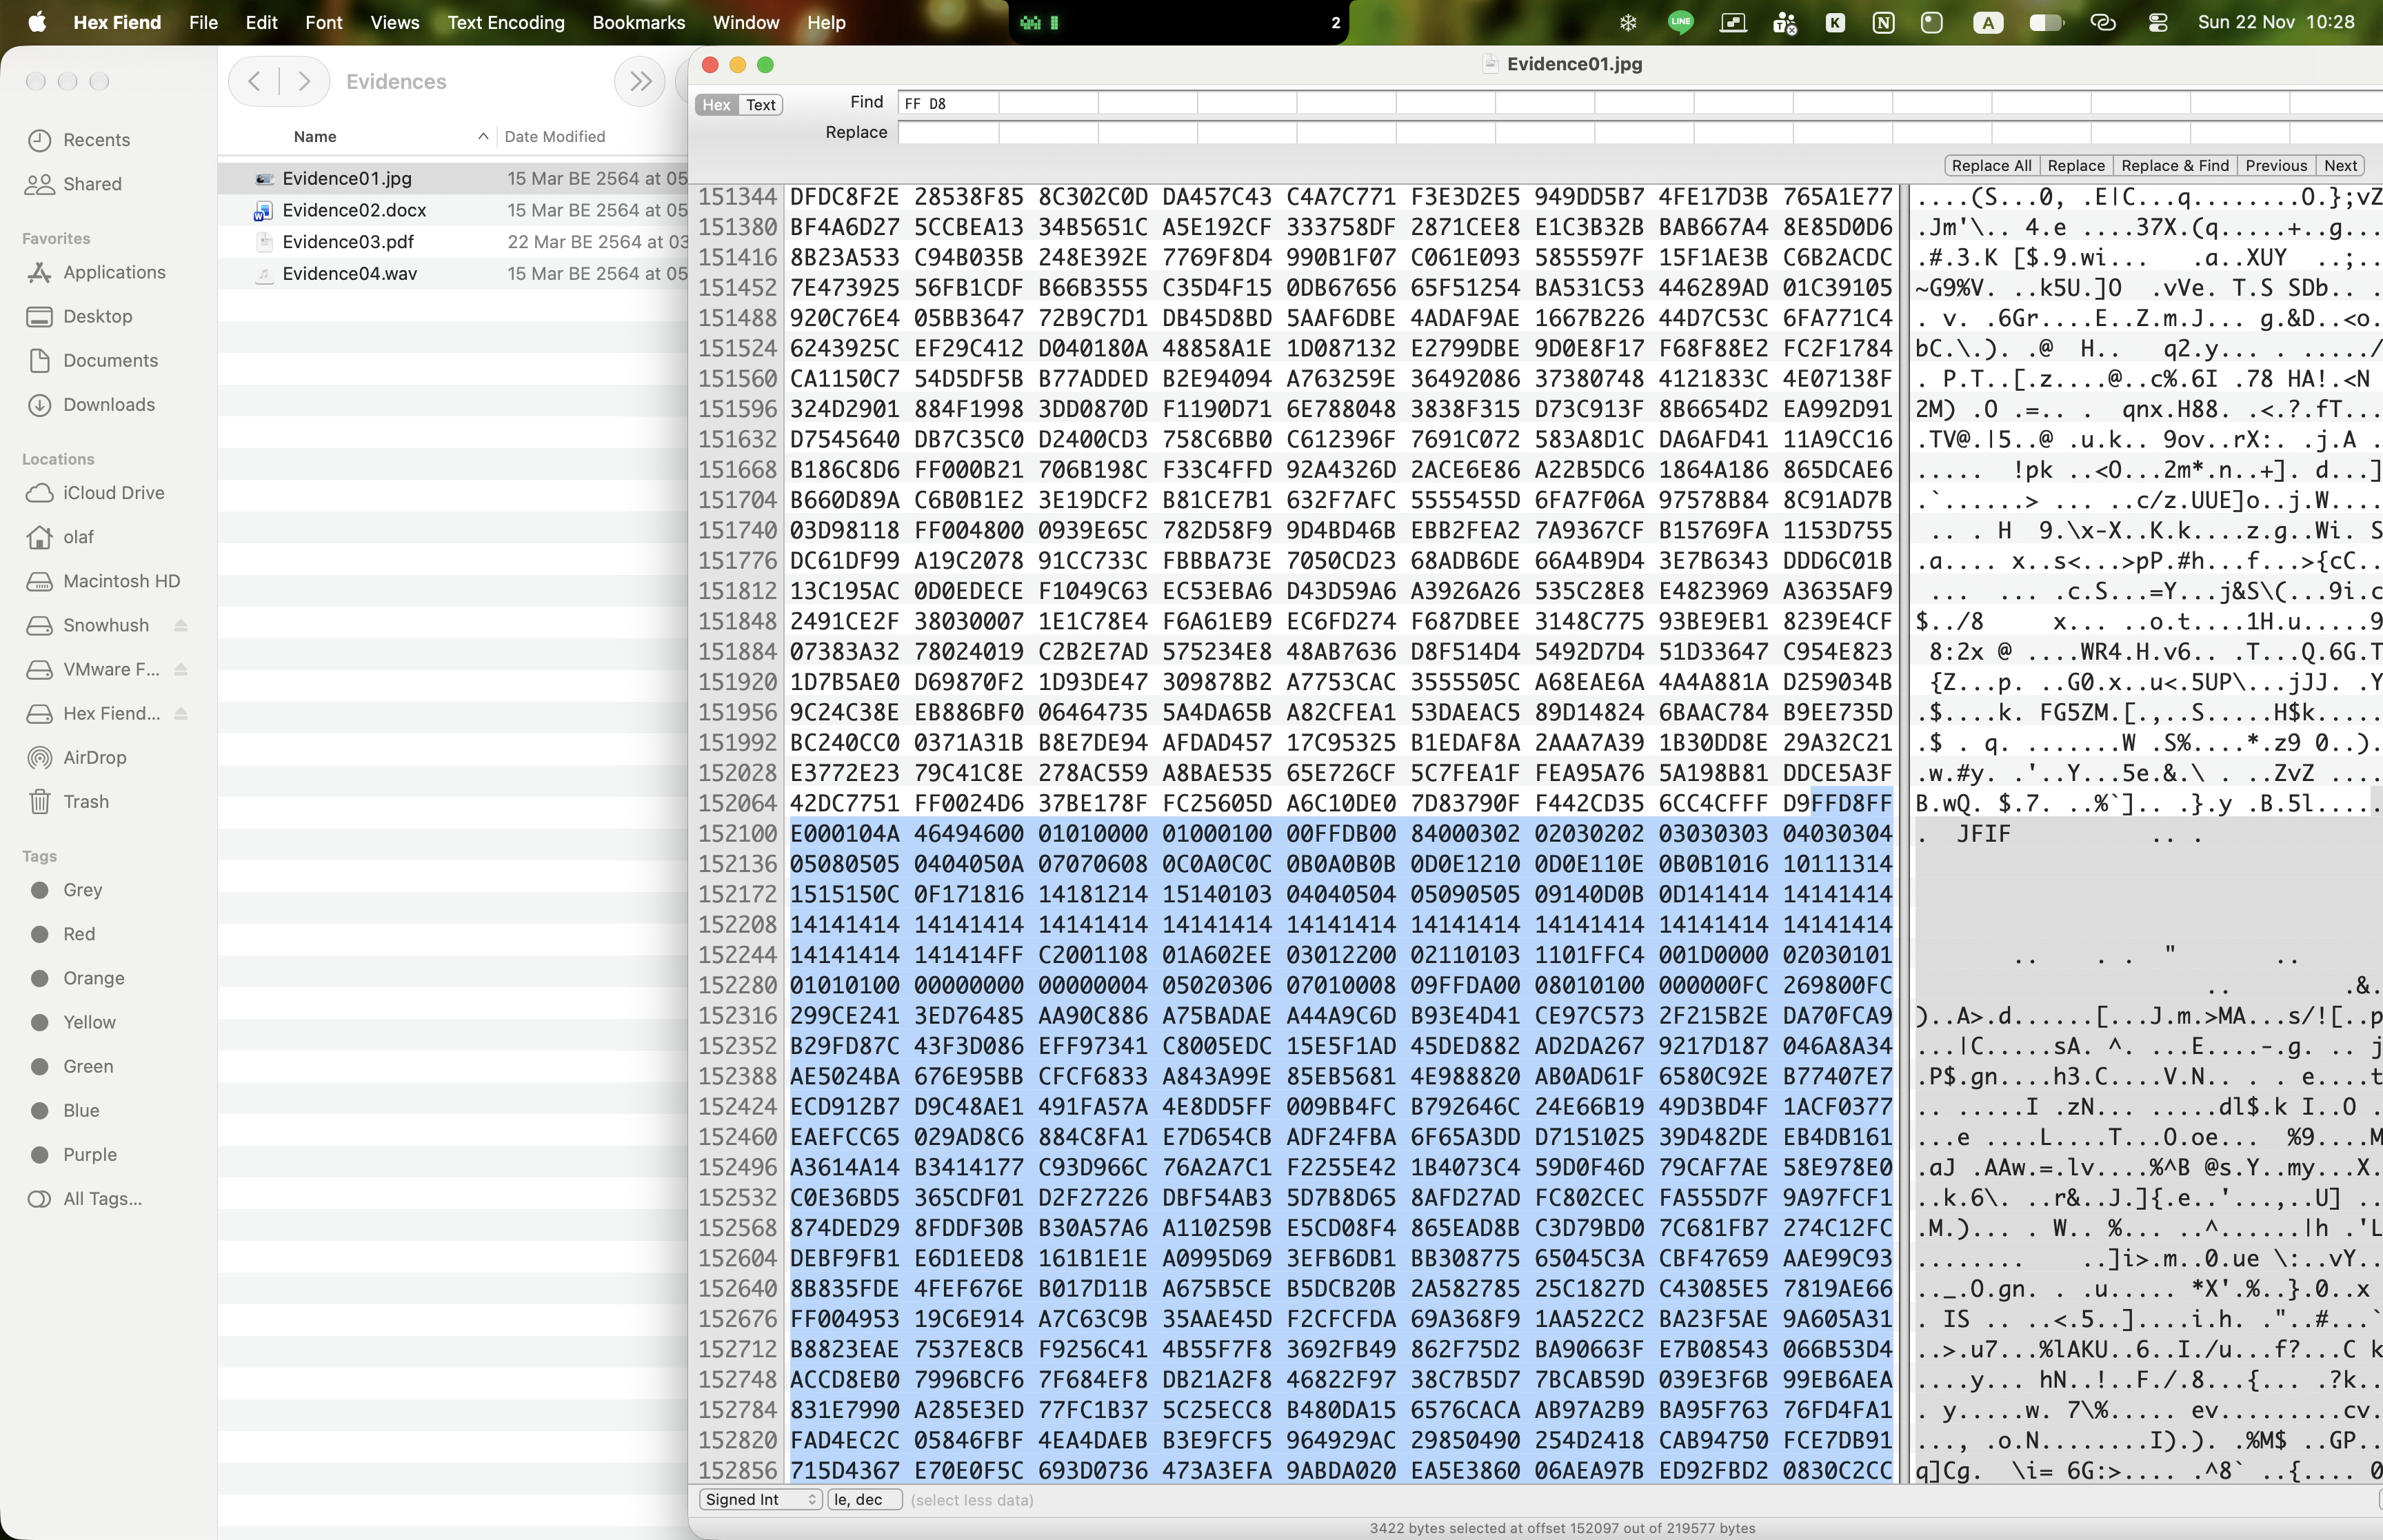 Hex Fiend File Edit Font Views Text Encoding Bookmarks Window Help 2 LINE K N A Sun 22 Nov 10:28
Evidences
Name Date Modified
Evidence01.jpg 15 Mar BE 2564 at 05
Evidence02.docx 15 Mar BE 2564 at 05
Evidence03.pdf 22 Mar BE 2564 at 03
Evidence04.wav 15 Mar BE 2564 at 05
Recents
Shared
Favorites
Applications
Desktop
Documents
Downloads
Locations
iCloud Drive
olaf
Macintosh HD
Snowhush
VMware F...
Hex Fiend...
AirDrop
Trash
Tags
Grey
Red
Orange
Yellow
Green
Blue
Purple
All Tags...
Evidence01.jpg
Hex Text Find FF D8
Replace
Replace All Replace Replace & Find Previous Next
151344 DFDC8F2E 28538F85 8C302C0D DA457C43 C4A7C771 F3E3D2E5 949DD5B7 4FE17D3B 765A1E77
151380 BF4A6D27 5CCBEA13 34B5651C A5E192CF 333758DF 2871CEE8 E1C3B32B BAB667A4 8E85D0D6
151416 8B23A533 C94B035B 248E392E 7769F8D4 990B1F07 C061E093 5855597F 15F1AE3B C6B2ACDC
151452 7E473925 56FB1CDF B66B3555 C35D4F15 0DB67656 65F51254 BA531C53 446289AD 01C39105
151488 920C76E4 05BB3647 72B9C7D1 DB45D8BD 5AAF6DBE 4ADAF9AE 1667B226 44D7C53C 6FA771C4
151524 6243925C EF29C412 D040180A 48858A1E 1D087132 E2799DBE 9D0E8F17 F68F88E2 FC2F1784
151560 CA1150C7 54D5DF5B B77ADDED B2E94094 A763259E 36492086 37380748 4121833C 4E07138F
151596 324D2901 884F1998 3DD0870D F1190D71 6E788048 3838F315 D73C913F 8B6654D2 EA992D91
151632 D7545640 DB7C35C0 D2400CD3 758C6BB0 C612396F 7691C072 583A8D1C DA6AFD41 11A9CC16
151668 B186C8D6 FF000B21 706B198C F33C4FFD 92A4326D 2ACE6E86 A22B5DC6 1864A186 865DCAE6
151704 B660D89A C6B0B1E2 3E19DCF2 B81CE7B1 632F7AFC 5555455D 6FA7F06A 97578B84 8C91AD7B
151740 03D98118 FF004800 0939E65C 782D58F9 9D4BD46B EBB2FEA2 7A9367CF B15769FA 1153D755
151776 DC61DF99 A19C2078 91CC733C FBBBA73E 7050CD23 68ADB6DE 66A4B9D4 3E7B6343 DDD6C01B
151812 13C195AC 0D0EDECE F1049C63 EC53EBA6 D43D59A6 A3926A26 535C28E8 E4823969 A3635AF9
151848 2491CE2F 38030007 1E1C78E4 F6A61EB9 EC6FD274 F687DBEE 3148C775 93BE9EB1 8239E4CF
151884 07383A32 78024019 C2B2E7AD 575234E8 48AB7636 D8F514D4 5492D7D4 51D33647 C954E823
151920 1D7B5AE0 D69870F2 1D93DE47 309878B2 A7753CAC 3555505C A68EAE6A 4A4A881A D259034B
151956 9C24C38E EB886BF0 06464735 5A4DA65B A82CFEA1 53DAEAC5 89D14824 6BAAC784 B9EE735D
151992 BC240CC0 0371A31B B8E7DE94 AFDAD457 17C95325 B1EDAF8A 2AAA7A39 1B30DD8E 29A32C21
152028 E3772E23 79C41C8E 278AC559 A8BAE535 65E726CF 5C7FEA1F FEA95A76 5A198B81 DDCE5A3F
152064 42DC7751 FF0024D6 37BE178F FC25605D A6C10DE0 7D83790F F442CD35 6CC4CFFF D9FFD8FF
152100 E000104A 46494600 01010000 01000100 00FFDB00 84000302 02030202 03030303 04030304
152136 05080505 0404050A 07070608 0C0A0C0C 0B0A0B0B 0D0E1210 0D0E110E 0B0B1016 10111314
152172 1515150C 0F171816 14181214 15140103 04040504 05090505 09140D0B 0D141414 14141414
152208 14141414 14141414 14141414 14141414 14141414 14141414 14141414 14141414 14141414
152244 14141414 141414FF C2001108 01A602EE 03012200 02110103 1101FFC4 001D0000 02030101
152280 01010100 00000000 00000004 05020306 07010008 09FFDA00 08010100 000000FC 269800FC
152316 299CE241 3ED76485 AA90C886 A75BADAE A44A9C6D B93E4D41 CE97C573 2F215B2E DA70FCA9
152352 B29FD87C 43F3D086 EFF97341 C8005EDC 15E5F1AD 45DED882 AD2DA267 9217D187 046A8A34
152388 AE5024BA 676E95BB CFCF6833 A843A99E 85EB5681 4E988820 AB0AD61F 6580C92E B77407E7
152424 ECD912B7 D9C48AE1 491FA57A 4E8DD5FF 009BB4FC B792646C 24E66B19 49D3BD4F 1ACF0377
152460 EAEFCC65 029AD8C6 884C8FA1 E7D654CB ADF24FBA 6F65A3DD D7151025 39D482DE EB4DB161
152496 A3614A14 B3414177 C93D966C 76A2A7C1 F2255E42 1B4073C4 59D0F46D 79CAF7AE 58E978E0
152532 C0E36BD5 365CDF01 D2F27226 DBF54AB3 5D7B8D65 8AFD27AD FC802CEC FA555D7F 9A97FCF1
152568 874DED29 8FDDF30B B30A57A6 A110259B E5CD08F4 865EAD8B C3D79BD0 7C681FB7 274C12FC
152604 DEBF9FB1 E6D1EED8 161B1E1E A0995D69 3EFB6DB1 BB308775 65045C3A CBF47659 AAE99C93
152640 8B835FDE 4FEF676E B017D11B A675B5CE B5DCB20B 2A582785 25C1827D C43085E5 7819AE66
152676 FF004953 19C6E914 A7C63C9B 35AAE45D F2CFCFDA 69A368F9 1AA522C2 BA23F5AE 9A605A31
152712 B8823EAE 7537E8CB F9256C41 4B55F7F8 3692FB49 862F75D2 BA90663F E7B08543 066B53D4
152748 ACCD8EB0 7996BCF6 7F684EF8 DB21A2F8 46822F97 38C7B5D7 7BCAB59D 039E3F6B 99EB6AEA
152784 831E7990 A285E3ED 77FC1B37 5C25ECC8 B480DA15 6576CACA AB97A2B9 BA95F763 76FD4FA1
152820 FAD4EC2C 05846FBF 4EA4DAEB B3E9FCF5 964929AC 29850490 254D2418 CAB94750 FCE7DB91
152856 715D4367 E70E0F5C 693D0736 473A3EFA 9ABDA020 EA5E3860 06AEA97B ED92FBD2 0830C2CC
Signed Int le, dec (select less data)
3422 bytes selected at offset 152097 out of 219577 bytes